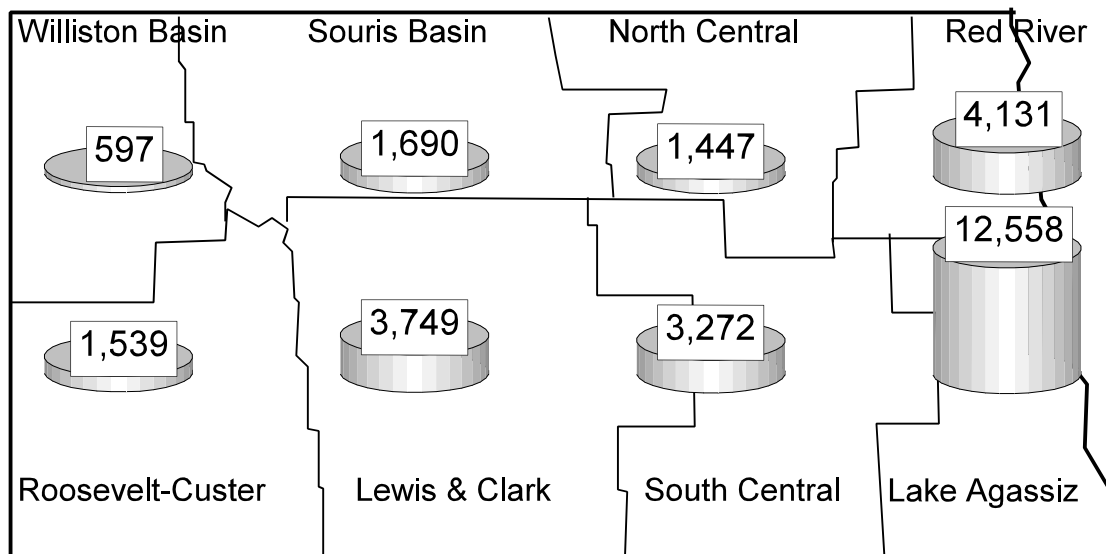 Williston Basin Souris Basin North Central Red River
597 1,690 1,447 4,131
12,558
1,539 3,749 3,272
Roosevelt-Custer Lewis & Clark South Central Lake Agassiz